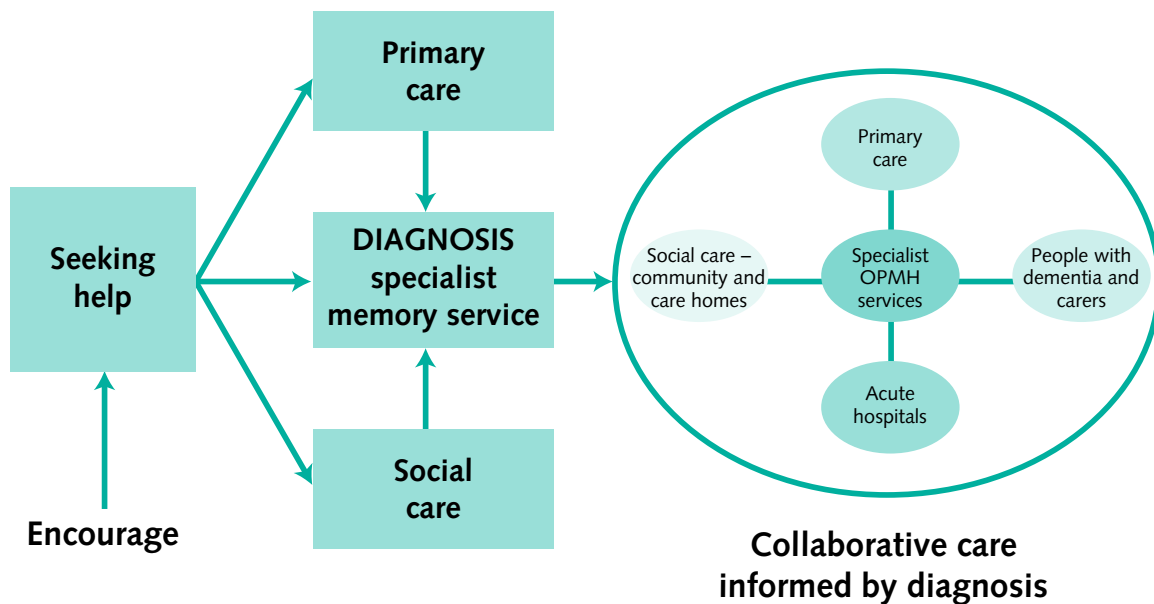 Primary
care
Seeking
help
DIAGNOSIS
specialist
memory service
Social
care
Encourage
Primary
care
Social care –
community and
care homes
Specialist
OPMH
services
People with
dementia and
carers
Acute
hospitals
Collaborative care
informed by diagnosis